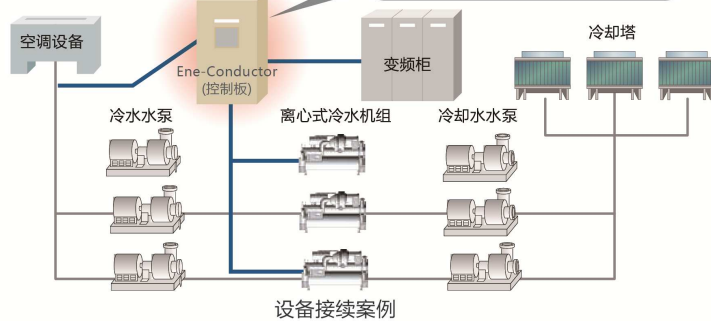 空调设备
Ene-Conductor
(控制板)
变频柜
冷却塔
冷水水泵
离心式冷水机组
冷却水水泵
设备接续案例